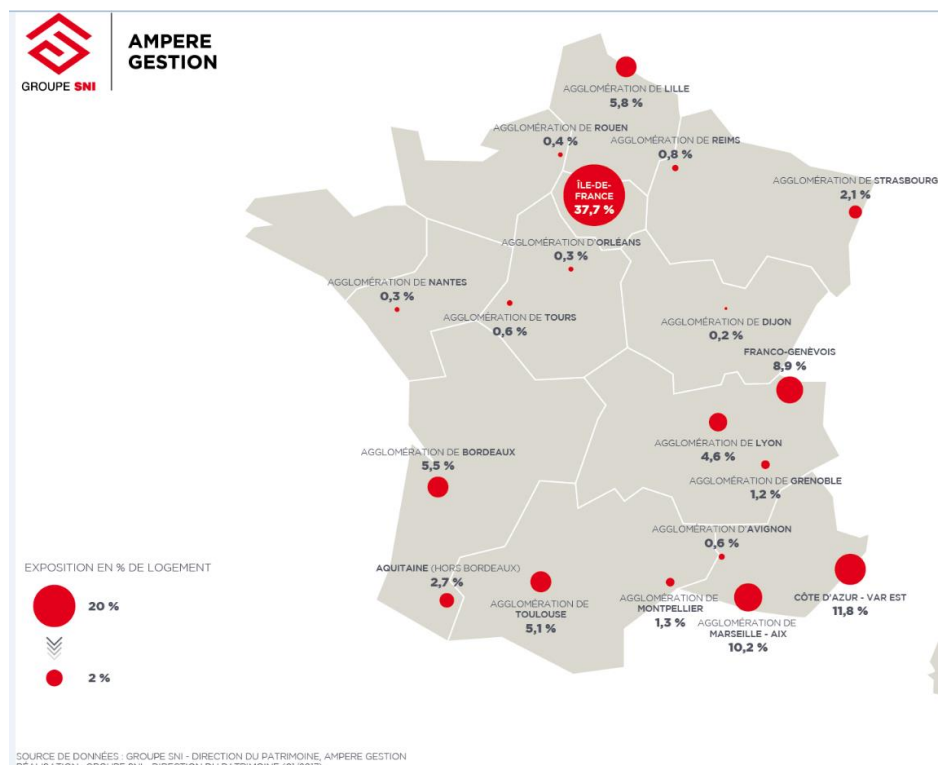 GROUPE SNI
AMPERE
GESTION
AGGLOMÉRATION DE LILLE
5,8 %
AGGLOMÉRATION DE ROUEN
0,4 %
AGGLOMÉRATION DE REIMS
0,8 %
ÎLE-DE-
FRANCE
37,7 %
AGGLOMÉRATION DE STRASBOURG
2,1 %
AGGLOMÉRATION D'ORLÉANS
0,3 %
AGGLOMÉRATION DE NANTES
0,3 %
AGGLOMÉRATION DE TOURS
0,6 %
AGGLOMÉRATION DE DIJON
0,2 %
FRANCO-GENÈVOIS
8,9 %
AGGLOMÉRATION DE LYON
4,6 %
AGGLOMÉRATION DE GRENOBLE
1,2 %
AGGLOMÉRATION DE BORDEAUX
5,5 %
AGGLOMÉRATION D'AVIGNON
0,6 %
AQUITAINE (HORS BORDEAUX)
2,7 %
AGGLOMÉRATION DE
TOULOUSE
5,1 %
AGGLOMÉRATION DE
MONTPELLIER
1,3 %
AGGLOMÉRATION DE
MARSEILLE - AIX
10,2 %
CÔTE D'AZUR - VAR EST
11,8 %
EXPOSITION EN % DE LOGEMENT
20 %
2 %
SOURCE DE DONNÉES : GROUPE SNI - DIRECTION DU PATRIMOINE, AMPERE GESTION